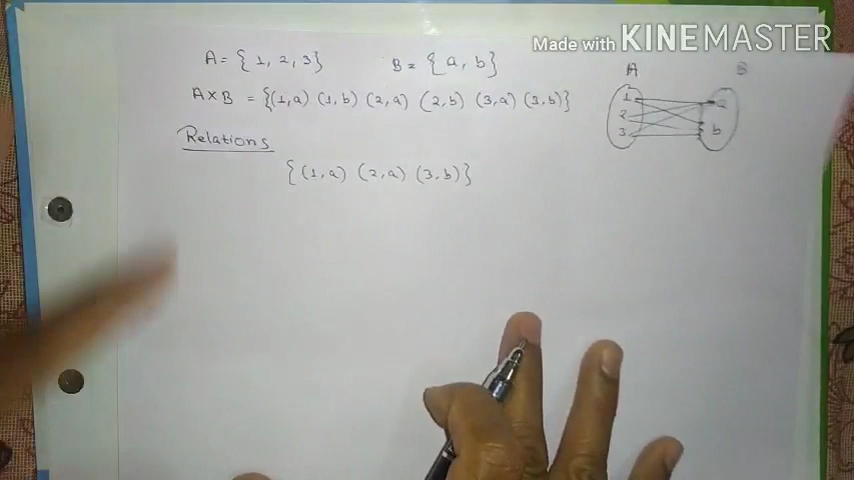 Made with KINEMASTER
A = {1, 2, 3} B = {a, b}
A B
A×B = {(1,a) (1,b) (2,a) (2,b) (3,a) (3,b)}
1 a
2
3 b
Relations
{(1,a) (2,a) (3,b)}